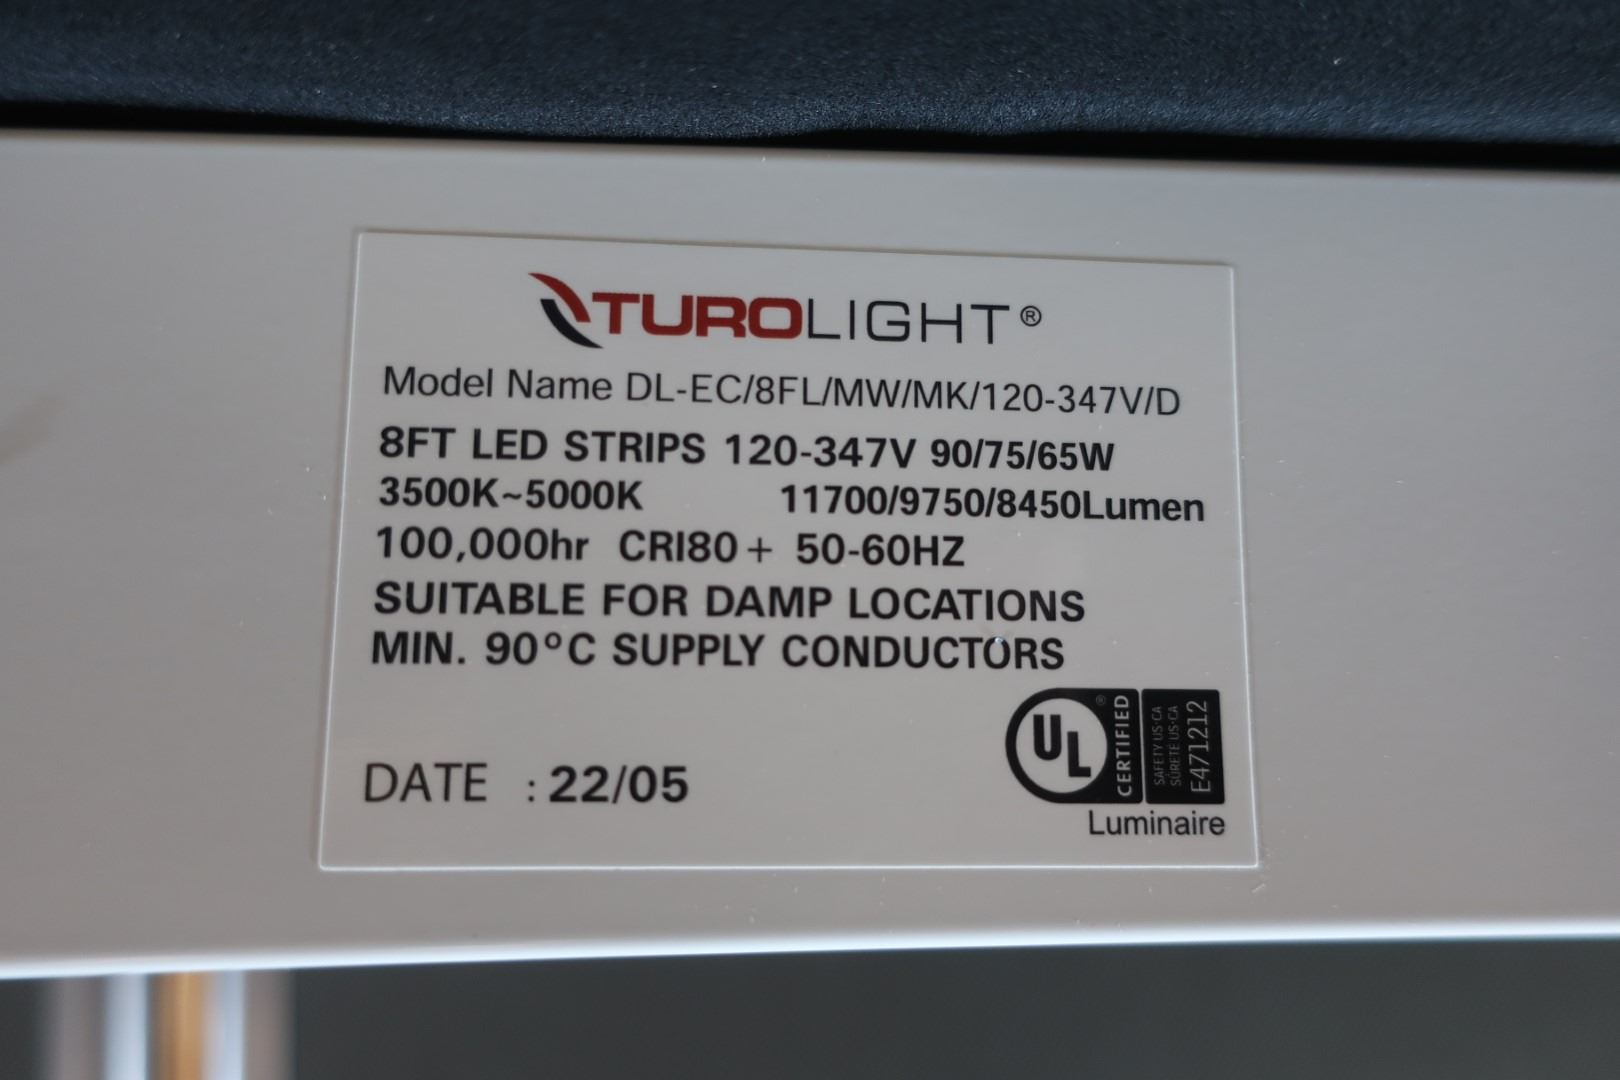 TUROLIGHT®
Model Name DL-EC/8FL/MW/MK/120-347V/D
8FT LED STRIPS 120-347V 90/75/65W
3500K~5000K 11700/9750/8450Lumen
100,000hr CRI80+ 50-60HZ
SUITABLE FOR DAMP LOCATIONS
MIN. 90°C SUPPLY CONDUCTORS
DATE : 22/05
UL ®
CERTIFIED
SAFETY US·CA
SÛRETÉ US·CA
E471212
Luminaire